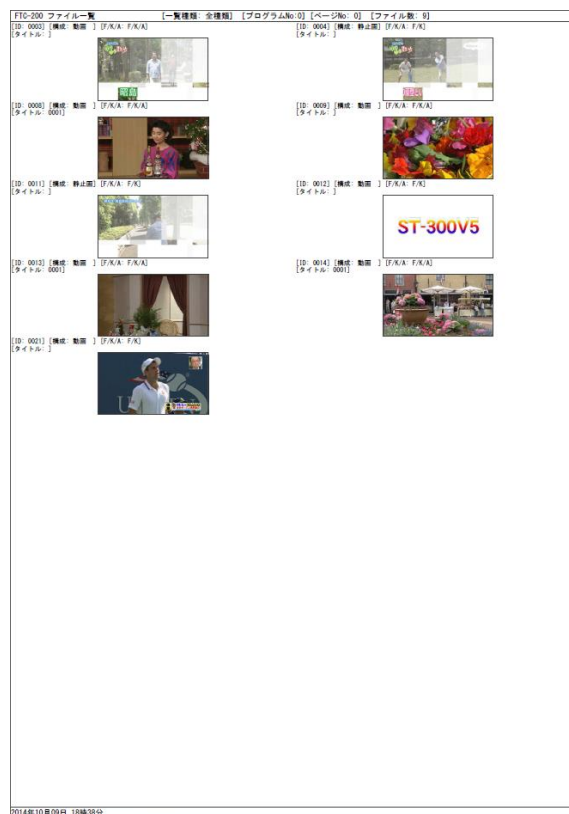 FTC-200 ファイル一覧 [一覧種類: 全種類] [プログラムNo:0] [ページNo: 0] [ファイル数: 9]
[ID: 0003] [構成: 動画 ] [F/K/A: F/K/A]
[タイトル: ]
昭島
[ID: 0004] [構成: 静止画] [F/K/A: F/K]
[タイトル: ]
[ID: 0008] [構成: 動画 ] [F/K/A: F/K/A]
[タイトル: 0001]
[ID: 0009] [構成: 動画 ] [F/K/A: F/K/A]
[タイトル: ]
[ID: 0011] [構成: 静止画] [F/K/A: F/K]
[タイトル: ]
[ID: 0012] [構成: 動画 ] [F/K/A: F/K]
[タイトル: ]
ST-300V5
[ID: 0013] [構成: 動画 ] [F/K/A: F/K/A]
[タイトル: 0001]
[ID: 0014] [構成: 動画 ] [F/K/A: F/K/A]
[タイトル: 0001]
[ID: 0021] [構成: 動画 ] [F/K/A: F/K/A]
[タイトル: ]
2014年10月09日 18時38分